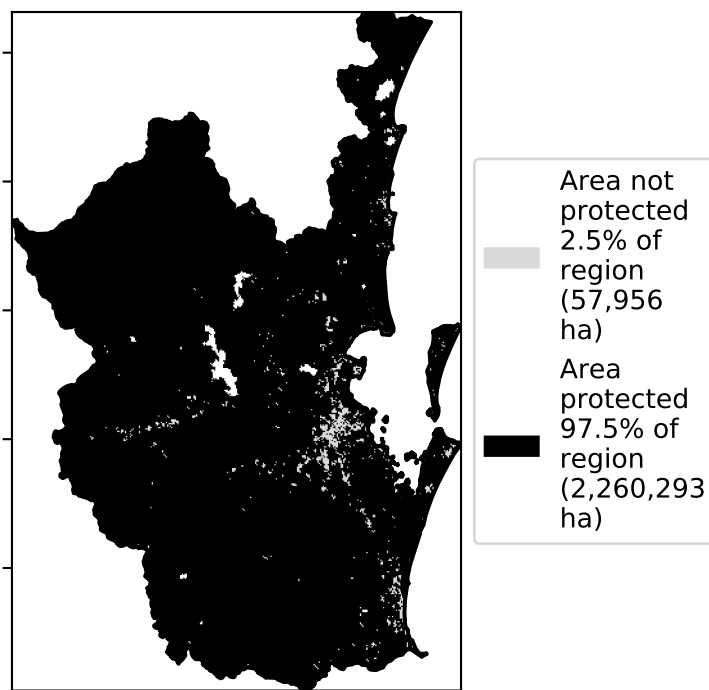 Area not
protected
2.5% of
region
(57,956
ha)
Area
protected
97.5% of
region
(2,260,293
ha)